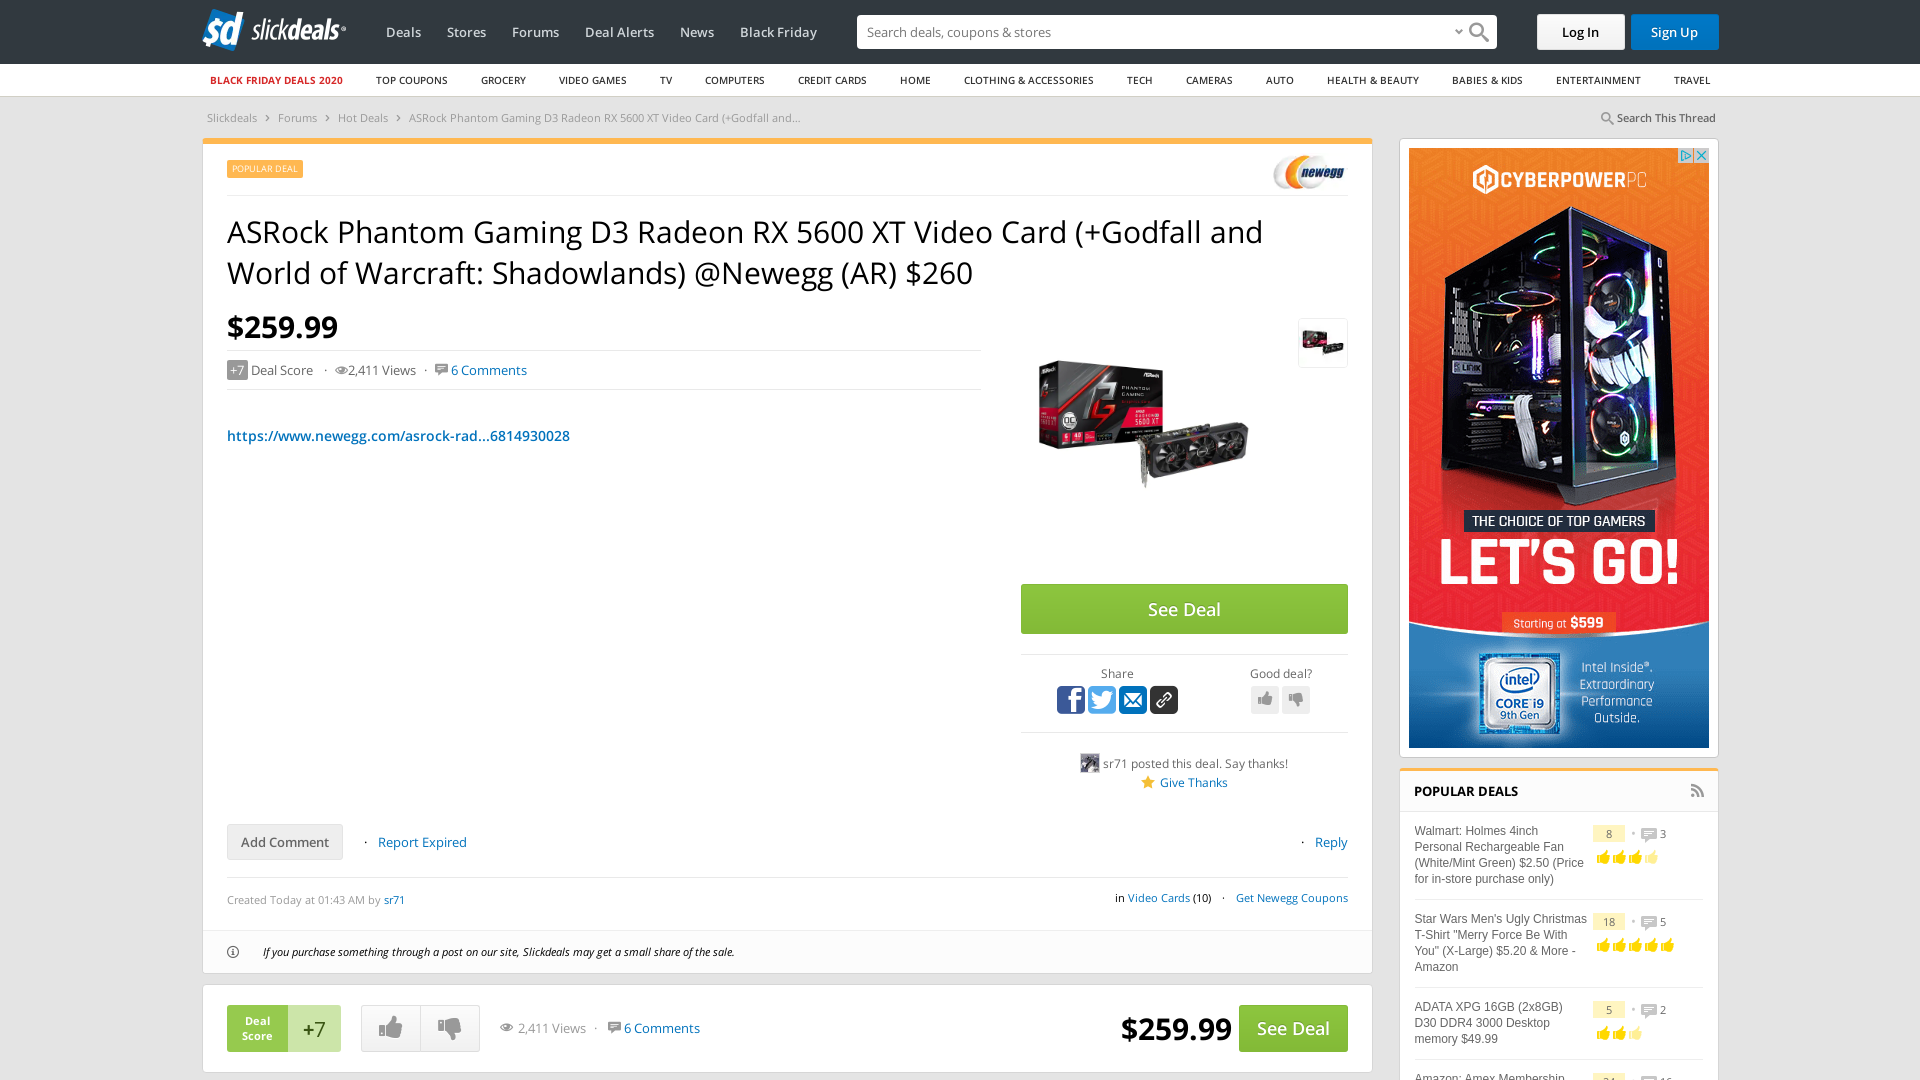 slickdeals
Deals
Stores
Forums
Deal Alerts
News
Black Friday
Search deals, coupons & stores
Log In
Sign Up
BLACK FRIDAY DEALS 2020
TOP COUPONS
GROCERY
VIDEO GAMES
TV
COMPUTERS
CREDIT CARDS
HOME
CLOTHING & ACCESSORIES
TECH
CAMERAS
AUTO
HEALTH & BEAUTY
BABIES & KIDS
ENTERTAINMENT
TRAVEL
Slickdeals › Forums › Hot Deals › ASRock Phantom Gaming D3 Radeon RX 5600 XT Video Card (+Godfall and...
Search This Thread
POPULAR DEAL
newegg
ASRock Phantom Gaming D3 Radeon RX 5600 XT Video Card (+Godfall and
World of Warcraft: Shadowlands) @Newegg (AR) $260
$259.99
+7 Deal Score · 2,411 Views · 6 Comments
https://www.newegg.com/asrock-rad...6814930028
PHANTOM
GAMING
5600 XT
See Deal
Share
Good deal?
sr71 posted this deal. Say thanks!
Give Thanks
Add Comment
· Report Expired
· Reply
Created Today at 01:43 AM by sr71
in Video Cards (10) · Get Newegg Coupons
If you purchase something through a post on our site, Slickdeals may get a small share of the sale.
Deal
Score
+7
2,411 Views · 6 Comments
$259.99
See Deal
CYBERPOWERPC
THE CHOICE OF TOP GAMERS
LET'S GO!
Starting at $599
intel
CORE i9
9th Gen
Intel Inside®.
Extraordinary
Performance
Outside.
POPULAR DEALS
Walmart: Holmes 4inch
Personal Rechargeable Fan
(White/Mint Green) $2.50 (Price
for in-store purchase only)
8 • 3
Star Wars Men's Ugly Christmas
T-Shirt "Merry Force Be With
You" (X-Large) $5.20 & More -
Amazon
18 • 5
ADATA XPG 16GB (2x8GB)
D30 DDR4 3000 Desktop
memory $49.99
5 • 2
Amazon: Amex Membership